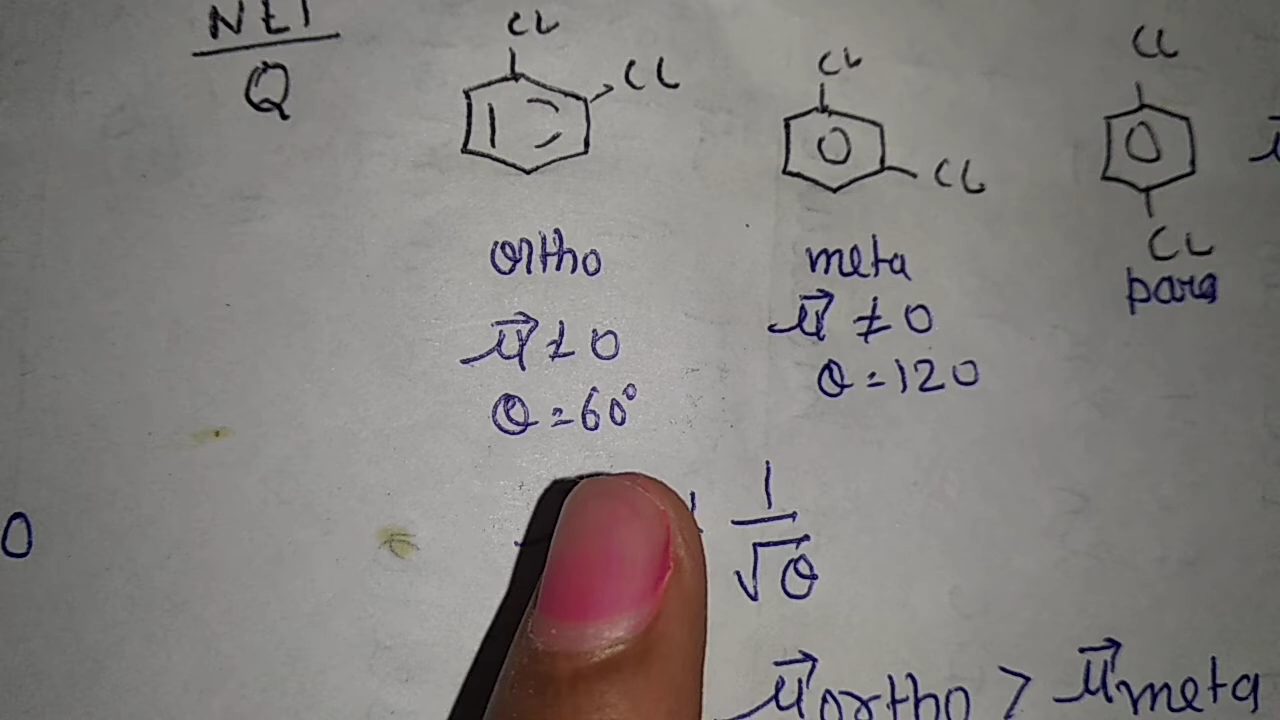 NET
Q
Cl Cl
Cl Cl
Cl Cl
ortho
meta
para
μ⃗ ≠ 0
μ⃗ ≠ 0
θ = 60°
θ = 120
0
1/√θ
μ⃗ ortho > μ⃗ meta